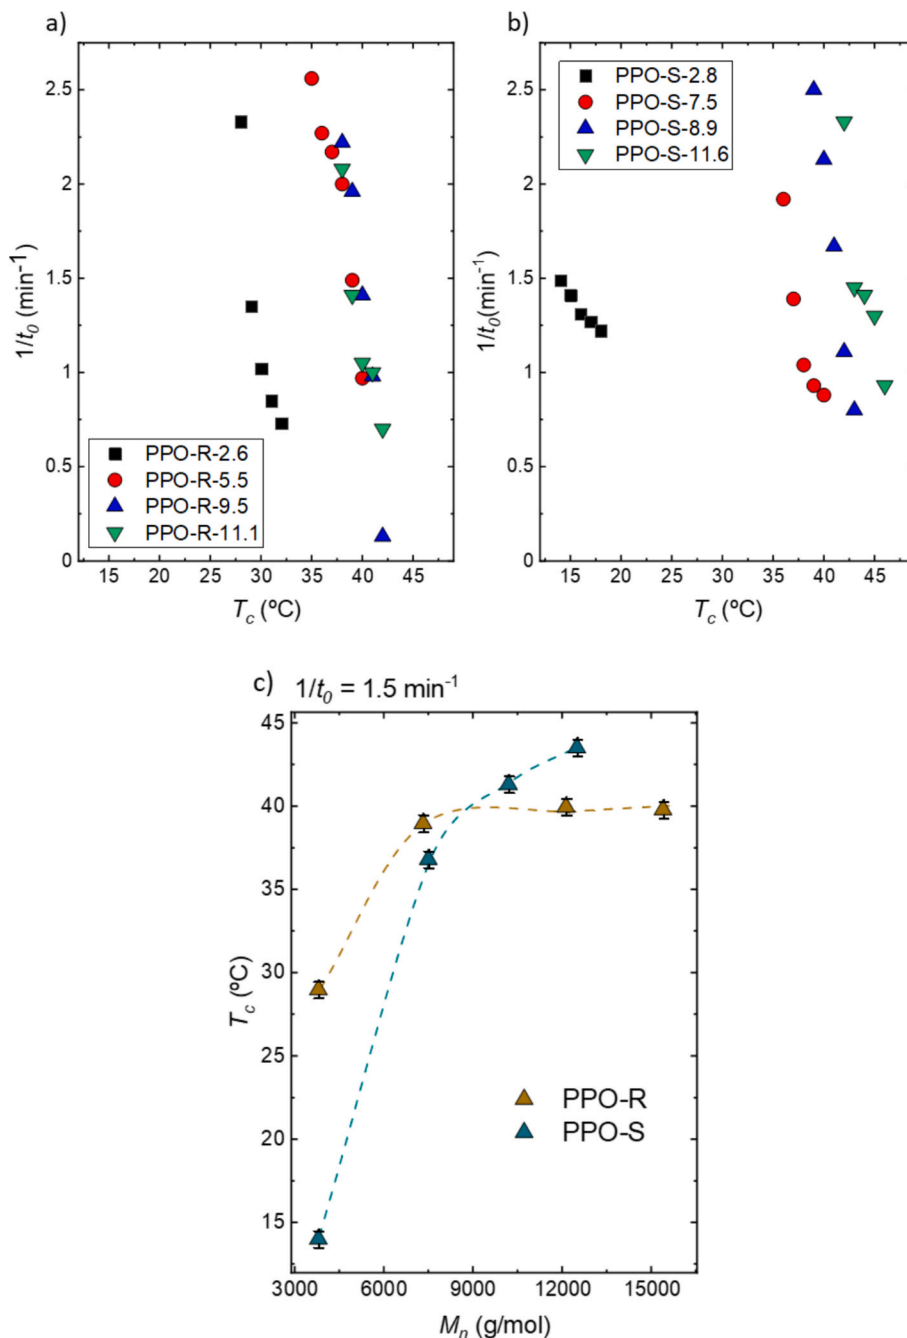 a)
2.5
2
1.5
1
0.5
0
1/t0 (min-1)
PPO-R-2.6
PPO-R-5.5
PPO-R-9.5
PPO-R-11.1
15 20 25 30 35 40 45
Tc (ºC)
b)
2.5
2
1.5
1
0.5
0
1/t0(min-1)
PPO-S-2.8
PPO-S-7.5
PPO-S-8.9
PPO-S-11.6
15 20 25 30 35 40 45
Tc (ºC)
c) 1/t0 = 1.5 min-1
45
40
35
30
25
20
15
Tc (ºC)
PPO-R
PPO-S
3000 6000 9000 12000 15000
Mn (g/mol)